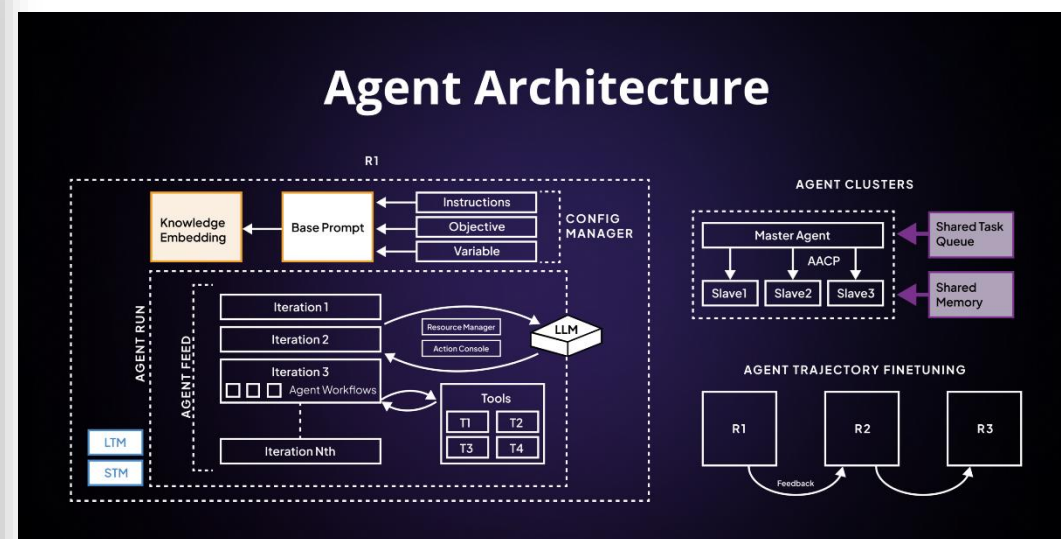 Agent Architecture
R1
Knowledge
Embedding
Base Prompt
Instructions
Objective
Variable
CONFIG
MANAGER
AGENT RUN
AGENT FEED
Iteration 1
Iteration 2
Iteration 3
Agent Workflows
Iteration Nth
Resource Manager
Action Console
LLM
Tools
T1
T2
T3
T4
LTM
STM
AGENT CLUSTERS
Master Agent
AACP
Slave1
Slave2
Slave3
Shared Task
Queue
Shared
Memory
AGENT TRAJECTORY FINETUNING
R1
R2
R3
Feedback